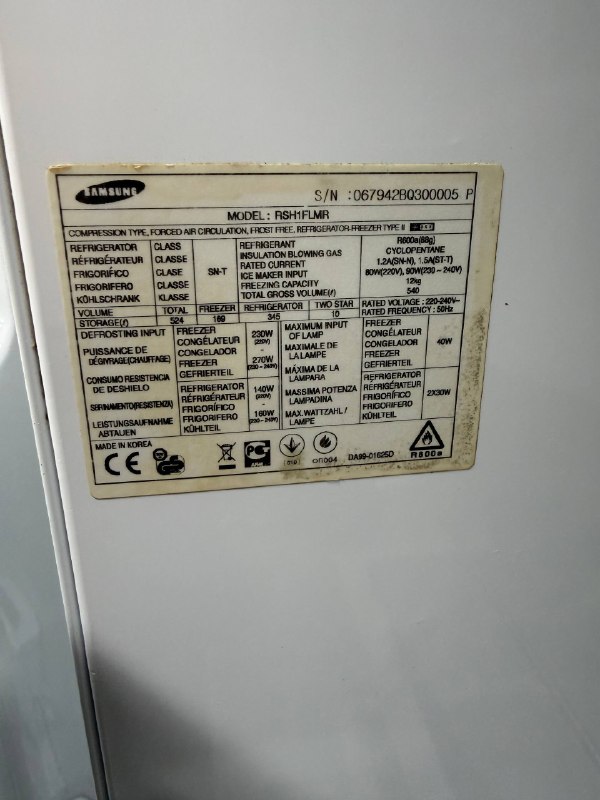 SAMSUNG
S/N :067942BQ300005 P
MODEL: RSH1FLMR
COMPRESSION TYPE, FORCED AIR CIRCULATION, FROST FREE, REFRIGERATOR-FREEZER TYPE II
REFRIGERATOR CLASS
RÉFRIGÉRATEUR CLASSE
FRIGORÍFICO CLASE
FRIGORIFERO CLASSE
KÜHLSCHRANK KLASSE
SN-T
REFRIGERANT R600a(88g)
INSULATION BLOWING GAS CYCLOPENTANE
RATED CURRENT 1.2A(SN-N), 1.5A(ST-T)
ICE MAKER INPUT 80W(220V), 90W(230~240V)
FREEZING CAPACITY 12kg
TOTAL GROSS VOLUME(ℓ) 540
VOLUME TOTAL FREEZER REFRIGERATOR TWO STAR
STORAGE(ℓ) 524 169 345 10
RATED VOLTAGE : 220-240V~
RATED FREQUENCY : 50Hz
DEFROSTING INPUT
PUISSANCE DE
DÉGIVRAGE(CHAUFFAGE)
CONSUMO RESISTENCIA
DE DESHIELO
SBRINAMENTO(RESISTENZA)
LEISTUNGSAUFNAHME
ABTAUEN
FREEZER 230W
CONGÉLATEUR (220V)
CONGELADOR -
FREEZER 270W
GEFRIERTEIL (230~240V)
REFRIGERATOR 140W
RÉFRIGÉRATEUR (220V)
FRIGORÍFICO -
FRIGORIFERO 160W
KÜHLTEIL (230~240V)
MAXIMUM INPUT
OF LAMP
MAXIMALE DE
LA LAMPE
MÁXIMA DE LA
LAMPARA
MASSIMA POTENZA
LAMPADINA
MAX.WATTZAHL/
LAMPE
FREEZER
CONGÉLATEUR
CONGELADOR
FREEZER
GEFRIERTEIL
40W
REFRIGERATOR
RÉFRIGÉRATEUR
FRIGORÍFICO
FRIGORIFERO
KÜHLTEIL
2X30W
MADE IN KOREA
CE
DA99-01625D
R600a